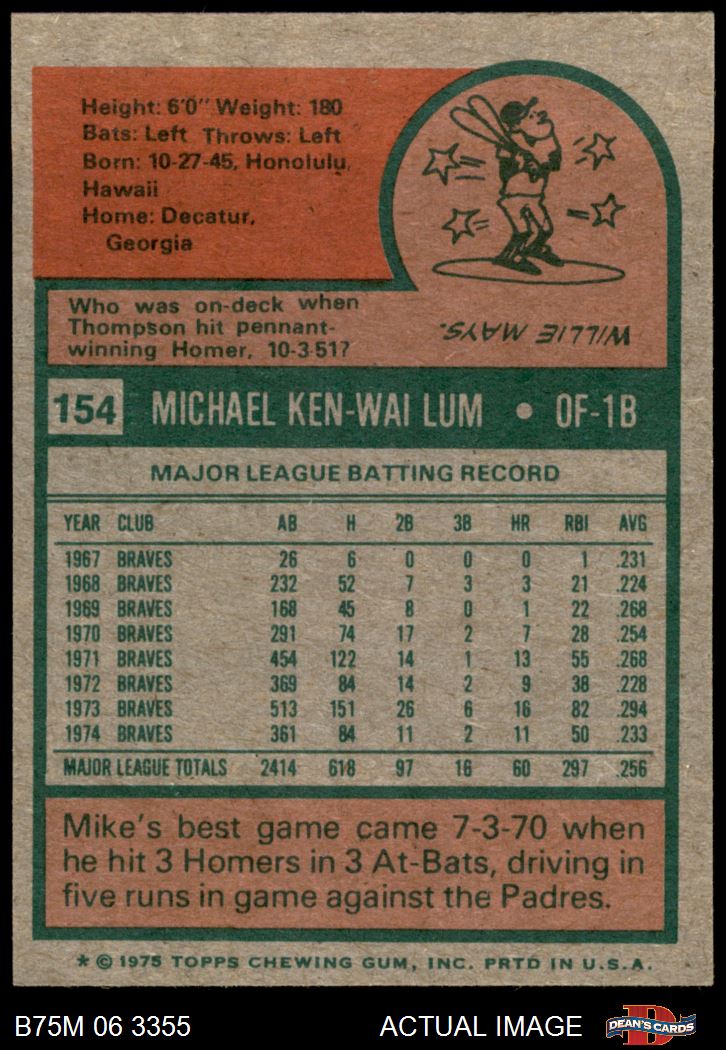 Height: 6'0" Weight: 180
Bats: Left Throws: Left
Born: 10-27-45, Honolulu,
Hawaii
Home: Decatur,
Georgia
Who was on-deck when
Thompson hit pennant-
winning Homer, 10-3-51?
WILLIE MAYS.
154 MICHAEL KEN-WAI LUM • OF-1B
MAJOR LEAGUE BATTING RECORD
YEAR CLUB AB H 2B 3B HR RBI AVG
1967 BRAVES 26 6 0 0 0 1 .231
1968 BRAVES 232 52 7 3 3 21 .224
1969 BRAVES 168 45 8 0 1 22 .268
1970 BRAVES 291 74 17 2 7 28 .254
1971 BRAVES 454 122 14 1 13 55 .268
1972 BRAVES 369 84 14 2 9 38 .228
1973 BRAVES 513 151 26 6 16 82 .294
1974 BRAVES 361 84 11 2 11 50 .233
MAJOR LEAGUE TOTALS 2414 618 97 16 60 297 .256
Mike's best game came 7-3-70 when
he hit 3 Homers in 3 At-Bats, driving in
five runs in game against the Padres.
* © 1975 TOPPS CHEWING GUM, INC. PRTD IN U.S.A.
B75M 06 3355 ACTUAL IMAGE DEAN'S CARDS